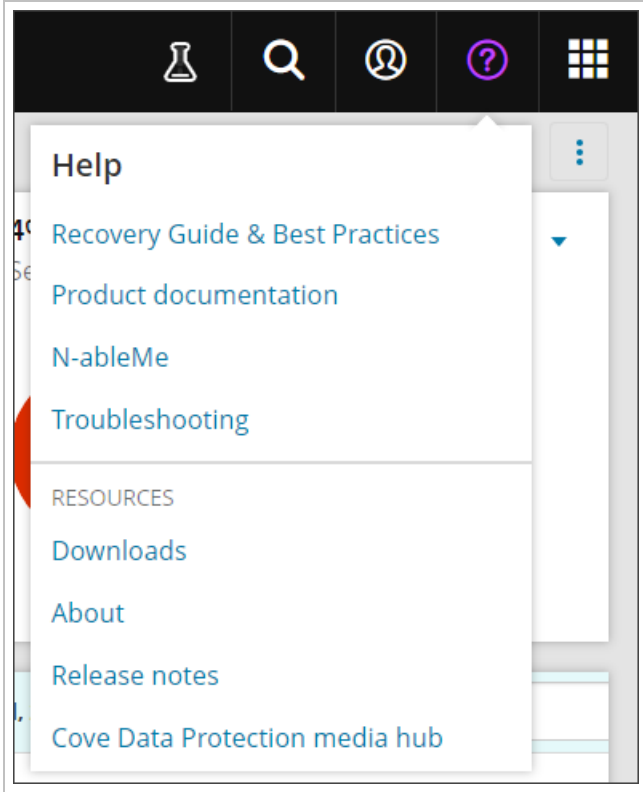 Help
Recovery Guide & Best Practices
Product documentation
N-ableMe
Troubleshooting
RESOURCES
Downloads
About
Release notes
Cove Data Protection media hub